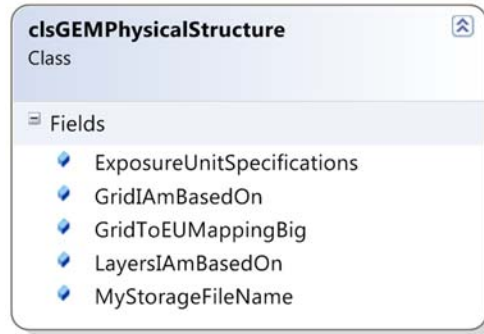 clsGEMPhysicalStructure
Class
Fields
ExposureUnitSpecifications
GridIAmBasedOn
GridToEUMappingBig
LayersIAmBasedOn
MyStorageFileName